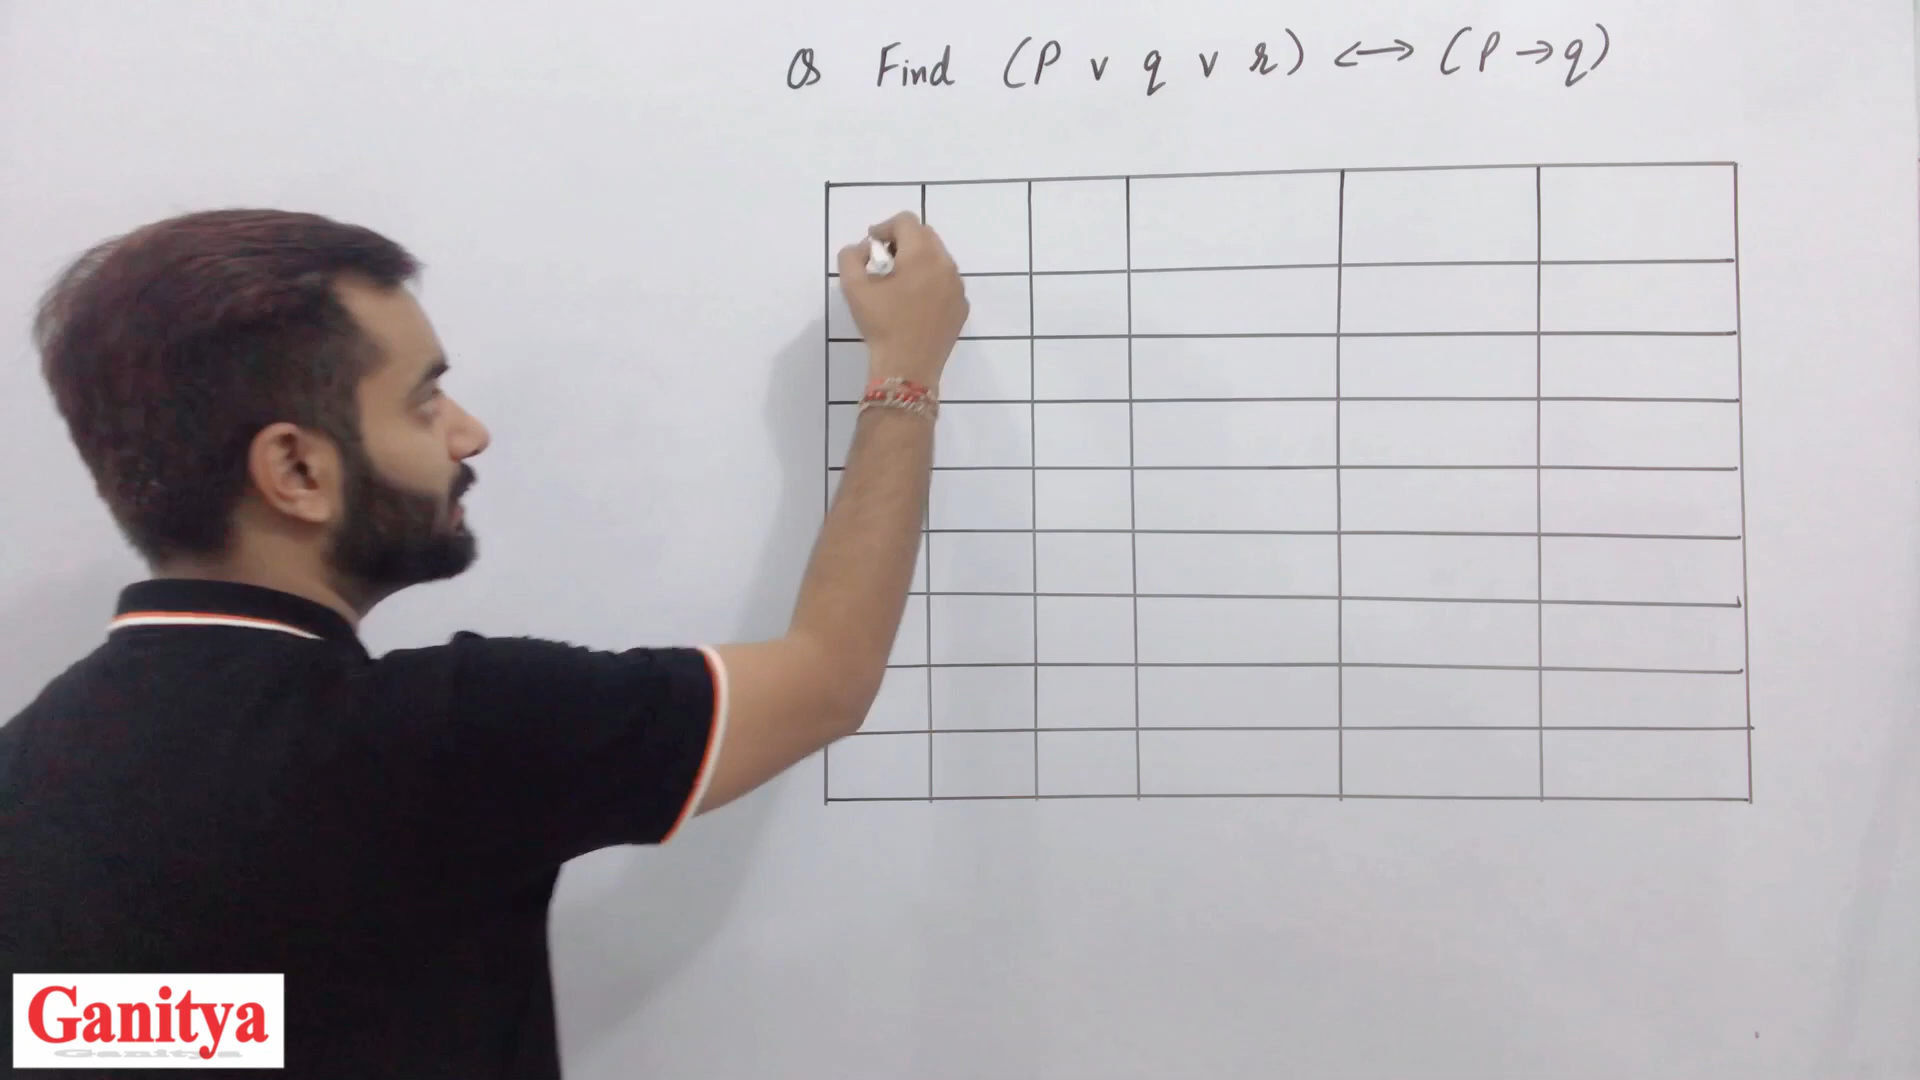 Q Find (P ∨ q ∨ r) ↔ (P → q)
Ganitya